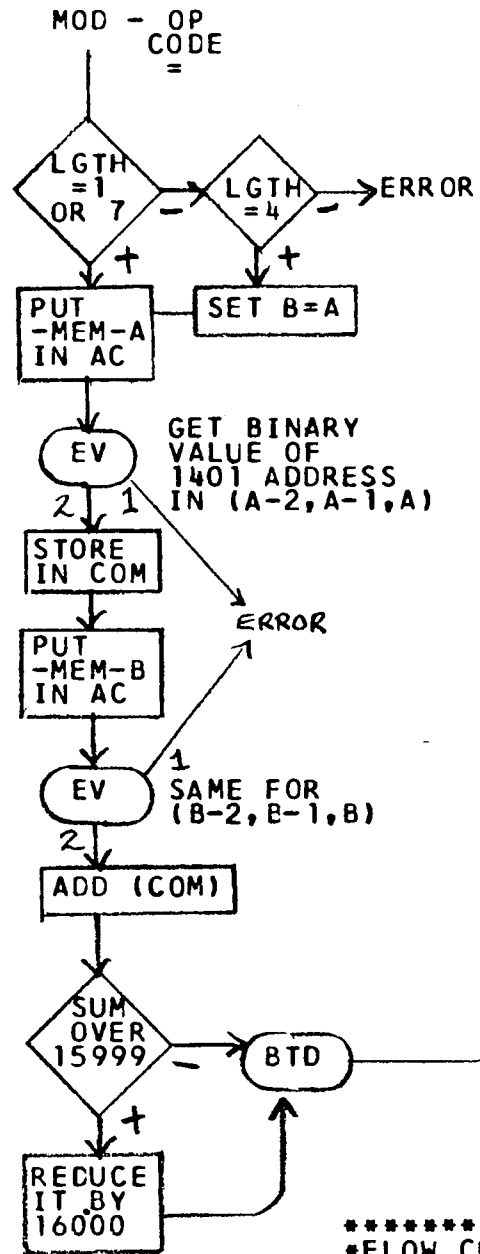 MOD - OP
CODE
=
LGTH
=1
OR 7
-
LGTH
=4
-
ERROR
+
+
PUT
-MEM-A
IN AC
SET B=A
EV
GET BINARY
VALUE OF
1401 ADDRESS
IN (A-2,A-1,A)
2
1
STORE
IN COM
ERROR
PUT
-MEM-B
IN AC
1
EV
SAME FOR
(B-2,B-1,B)
2
ADD (COM)
SUM
OVER
15999
-
BTD
+
REDUCE
IT BY
16000
*******